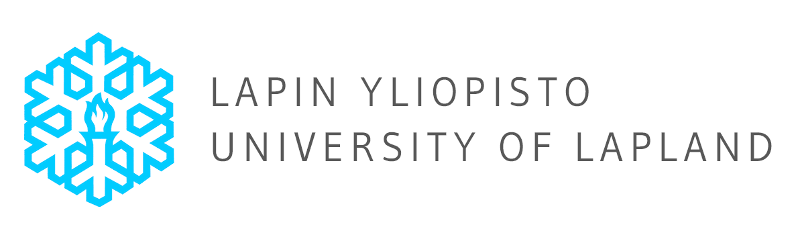 LAPIN YLIOPISTO
UNIVERSITY OF LAPLAND